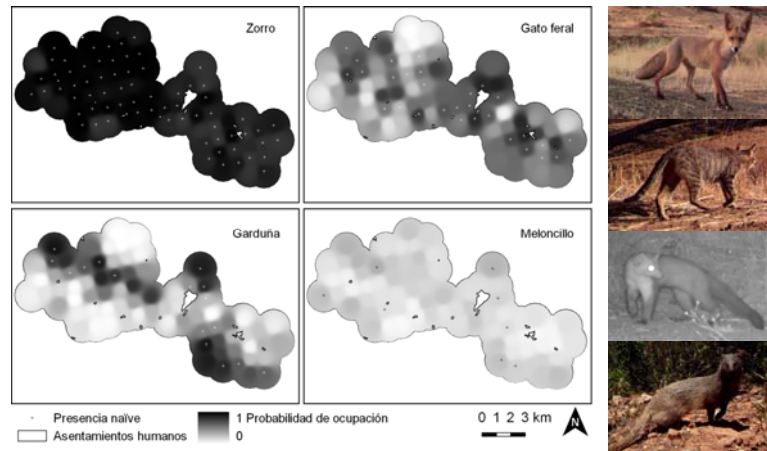 Zorro
Gato feral
Garduña
Meloncillo
Presencia naïve
Asentamientos humanos
1 Probabilidad de ocupación
0
0 1 2 3 km
N